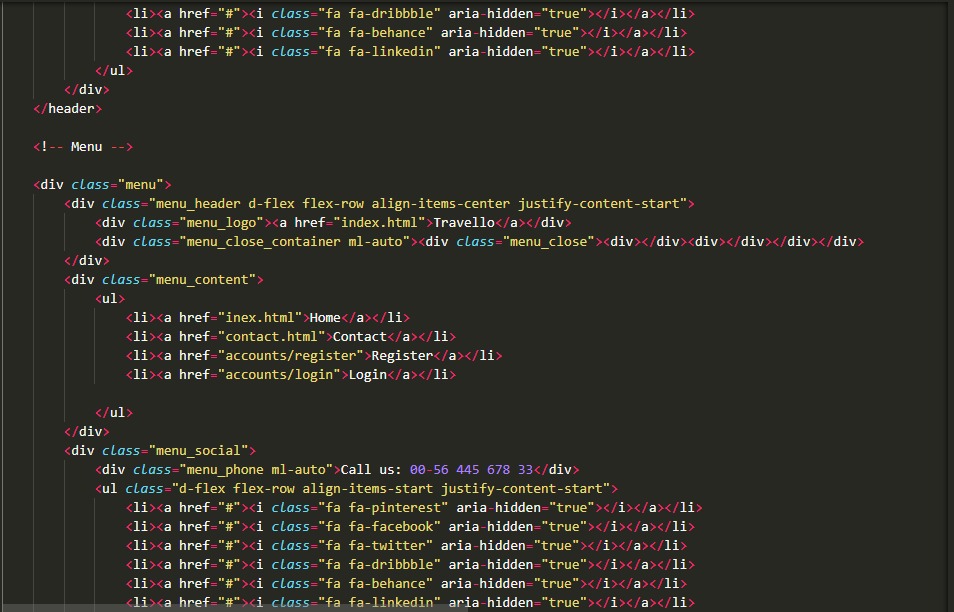 <li><a href="#"><i class="fa fa-dribbble" aria-hidden="true"></i></a></li>
<li><a href="#"><i class="fa fa-behance" aria-hidden="true"></i></a></li>
<li><a href="#"><i class="fa fa-linkedin" aria-hidden="true"></i></a></li>
</ul>
</div>
</header>
<!-- Menu -->
<div class="menu">
<div class="menu_header d-flex flex-row align-items-center justify-content-start">
<div class="menu_logo"><a href="index.html">Travello</a></div>
<div class="menu_close_container ml-auto"><div class="menu_close"><div></div><div></div></div></div>
</div>
<div class="menu_content">
<ul>
<li><a href="inex.html">Home</a></li>
<li><a href="contact.html">Contact</a></li>
<li><a href="accounts/register">Register</a></li>
<li><a href="accounts/login">Login</a></li>
</ul>
</div>
<div class="menu_social">
<div class="menu_phone ml-auto">Call us: 00-56 445 678 33</div>
<ul class="d-flex flex-row align-items-start justify-content-start">
<li><a href="#"><i class="fa fa-pinterest" aria-hidden="true"></i></a></li>
<li><a href="#"><i class="fa fa-facebook" aria-hidden="true"></i></a></li>
<li><a href="#"><i class="fa fa-twitter" aria-hidden="true"></i></a></li>
<li><a href="#"><i class="fa fa-dribbble" aria-hidden="true"></i></a></li>
<li><a href="#"><i class="fa fa-behance" aria-hidden="true"></i></a></li>
<li><a href="#"><i class="fa fa-linkedin" aria-hidden="true"></i></a></li>